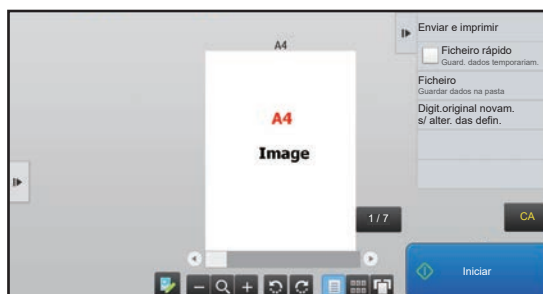 A4
A4
Image
1 / 7
Enviar e imprimir
Ficheiro rápido
Guard. dados temporariam.
Ficheiro
Guardar dados na pasta
Digit.original novam.
s/ alter. das defin.
CA
Iniciar